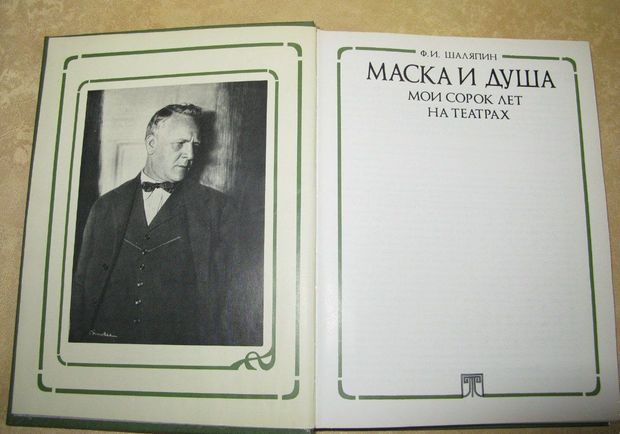 Ф. И. ШАЛЯПИН
МАСКА И ДУША
МОИ СОРОК ЛЕТ
НА ТЕАТРАХ